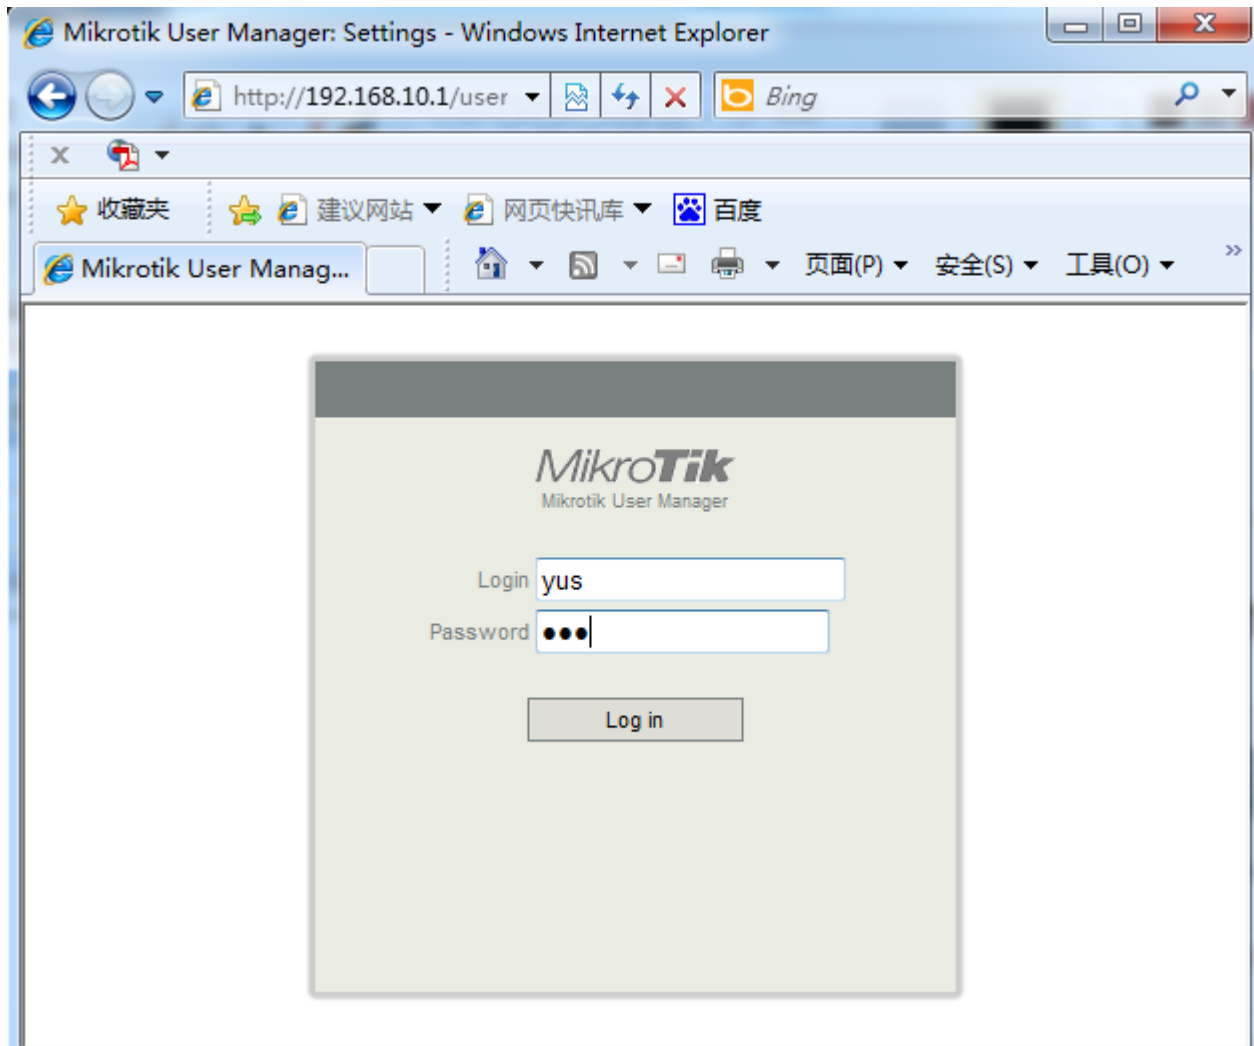 Mikrotik User Manager: Settings - Windows Internet Explorer
http://192.168.10.1/user Bing
收藏夹 建议网站 网页快讯库 百度
Mikrotik User Manag... 页面(P) 安全(S) 工具(O) »
MikroTik
Mikrotik User Manager
Login yus
Password ●●●
Log in